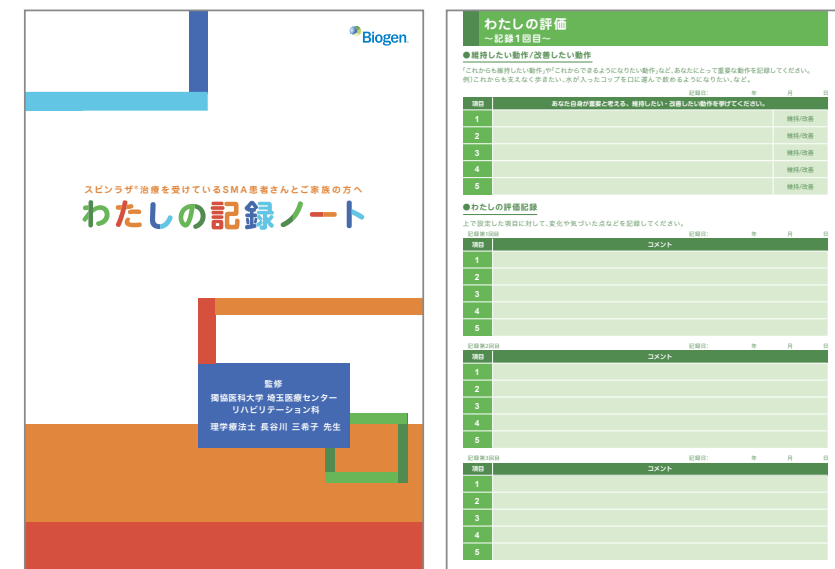 Biogen.
スピンラザ®治療を受けているSMA患者さんとご家族の方へ
わたしの記録ノート
監修
獨協医科大学 埼玉医療センター
リハビリテーション科
理学療法士 長谷川 三希子 先生
わたしの評価
～記録1回目～
●維持したい動作/改善したい動作
「これからも維持したい動作」や「これからできるようになりたい動作」など、あなたにとって重要な動作を記録してください。
例)これからも支えなく歩きたい、水が入ったコップを口に運んで飲めるようになりたい、など。
記録日: 年 月 日
項目 あなた自身が重要と考える、維持したい・改善したい動作を挙げてください。
1 維持/改善
2 維持/改善
3 維持/改善
4 維持/改善
5 維持/改善
●わたしの評価記録
上で設定した項目に対して、変化や気づいた点などを記録してください。
記録第1回目 記録日: 年 月 日
項目 コメント
1
2
3
4
5
記録第2回目 記録日: 年 月 日
項目 コメント
1
2
3
4
5
記録第3回目 記録日: 年 月 日
項目 コメント
1
2
3
4
5